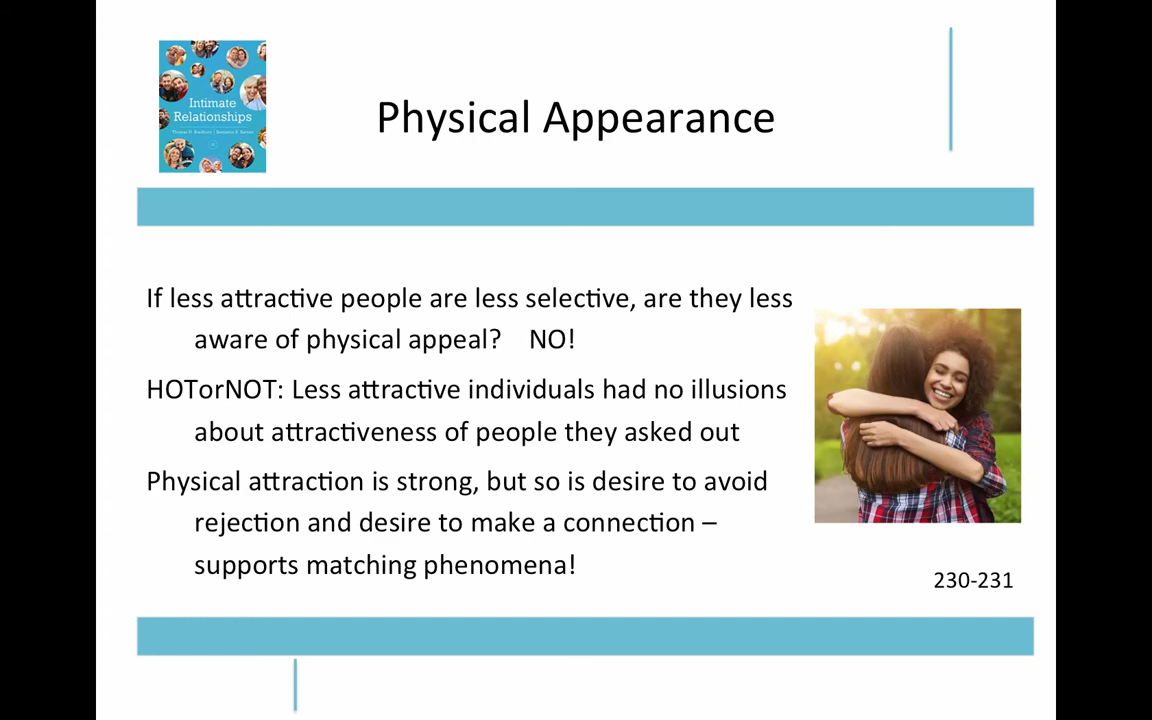 Intimate
Relationships
Physical Appearance
If less attractive people are less selective, are they less
aware of physical appeal? NO!
HOTorNOT: Less attractive individuals had no illusions
about attractiveness of people they asked out
Physical attraction is strong, but so is desire to avoid
rejection and desire to make a connection –
supports matching phenomena!
230-231